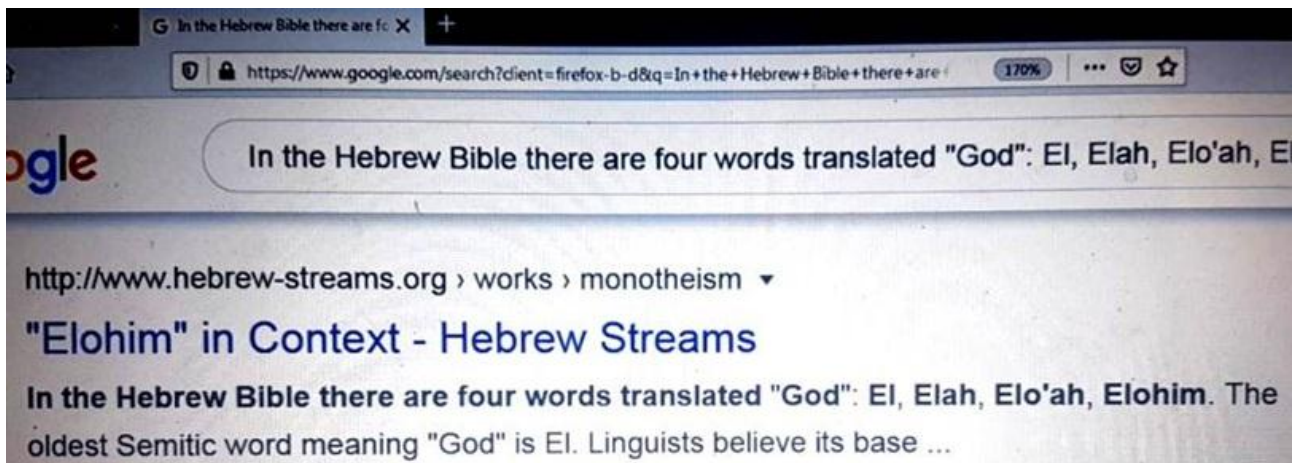 G In the Hebrew Bible there are fo X +
https://www.google.com/search?client=firefox-b-d&q=In+the+Hebrew+Bible+there+are 170% ...
ogle In the Hebrew Bible there are four words translated "God": El, Elah, Elo'ah, El
http://www.hebrew-streams.org › works › monotheism ▾
"Elohim" in Context - Hebrew Streams
In the Hebrew Bible there are four words translated "God": El, Elah, Elo'ah, Elohim. The
oldest Semitic word meaning "God" is El. Linguists believe its base ...